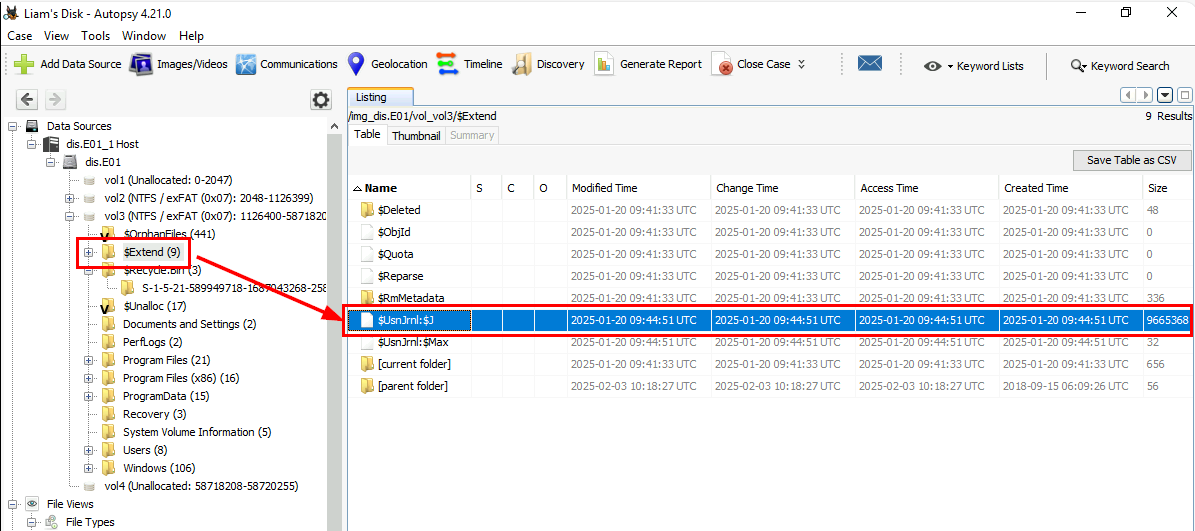 Liam's Disk - Autopsy 4.21.0
Case View Tools Window Help
Add Data Source Images/Videos Communications Geolocation Timeline Discovery Generate Report Close Case Keyword Lists Keyword Search
Data Sources
dis.E01_1 Host
dis.E01
vol1 (Unallocated: 0-2047)
vol2 (NTFS / exFAT (0x07): 2048-1126399)
vol3 (NTFS / exFAT (0x07): 1126400-5871820
$OrphanFiles (441)
$Extend (9)
$Recycle.Bin (3)
S-1-5-21-589949718-1687043268-258
$Unalloc (17)
Documents and Settings (2)
PerfLogs (2)
Program Files (21)
Program Files (x86) (16)
ProgramData (15)
Recovery (3)
System Volume Information (5)
Users (8)
Windows (106)
vol4 (Unallocated: 58718208-58720255)
File Views
File Types
Listing
/img_dis.E01/vol_vol3/$Extend
9 Results
Table Thumbnail Summary
Save Table as CSV
Name S C O Modified Time Change Time Access Time Created Time Size
$Deleted 2025-01-20 09:41:33 UTC 2025-01-20 09:41:33 UTC 2025-01-20 09:41:33 UTC 2025-01-20 09:41:33 UTC 48
$ObjId 2025-01-20 09:41:33 UTC 2025-01-20 09:41:33 UTC 2025-01-20 09:41:33 UTC 2025-01-20 09:41:33 UTC 0
$Quota 2025-01-20 09:41:33 UTC 2025-01-20 09:41:33 UTC 2025-01-20 09:41:33 UTC 2025-01-20 09:41:33 UTC 0
$Reparse 2025-01-20 09:41:33 UTC 2025-01-20 09:41:33 UTC 2025-01-20 09:41:33 UTC 2025-01-20 09:41:33 UTC 0
$RmMetadata 2025-01-20 09:41:33 UTC 2025-01-20 09:41:33 UTC 2025-01-20 09:41:33 UTC 2025-01-20 09:41:33 UTC 336
$UsnJrnl:$J 2025-01-20 09:44:51 UTC 2025-01-20 09:44:51 UTC 2025-01-20 09:44:51 UTC 2025-01-20 09:44:51 UTC 9665368
$UsnJrnl:$Max 2025-01-20 09:44:51 UTC 2025-01-20 09:44:51 UTC 2025-01-20 09:44:51 UTC 2025-01-20 09:44:51 UTC 32
[current folder] 2025-01-20 09:41:33 UTC 2025-01-20 09:41:33 UTC 2025-01-20 09:41:33 UTC 2025-01-20 09:41:33 UTC 656
[parent folder] 2025-02-03 10:18:27 UTC 2025-02-03 10:18:27 UTC 2025-02-03 10:18:27 UTC 2018-09-15 06:09:26 UTC 56